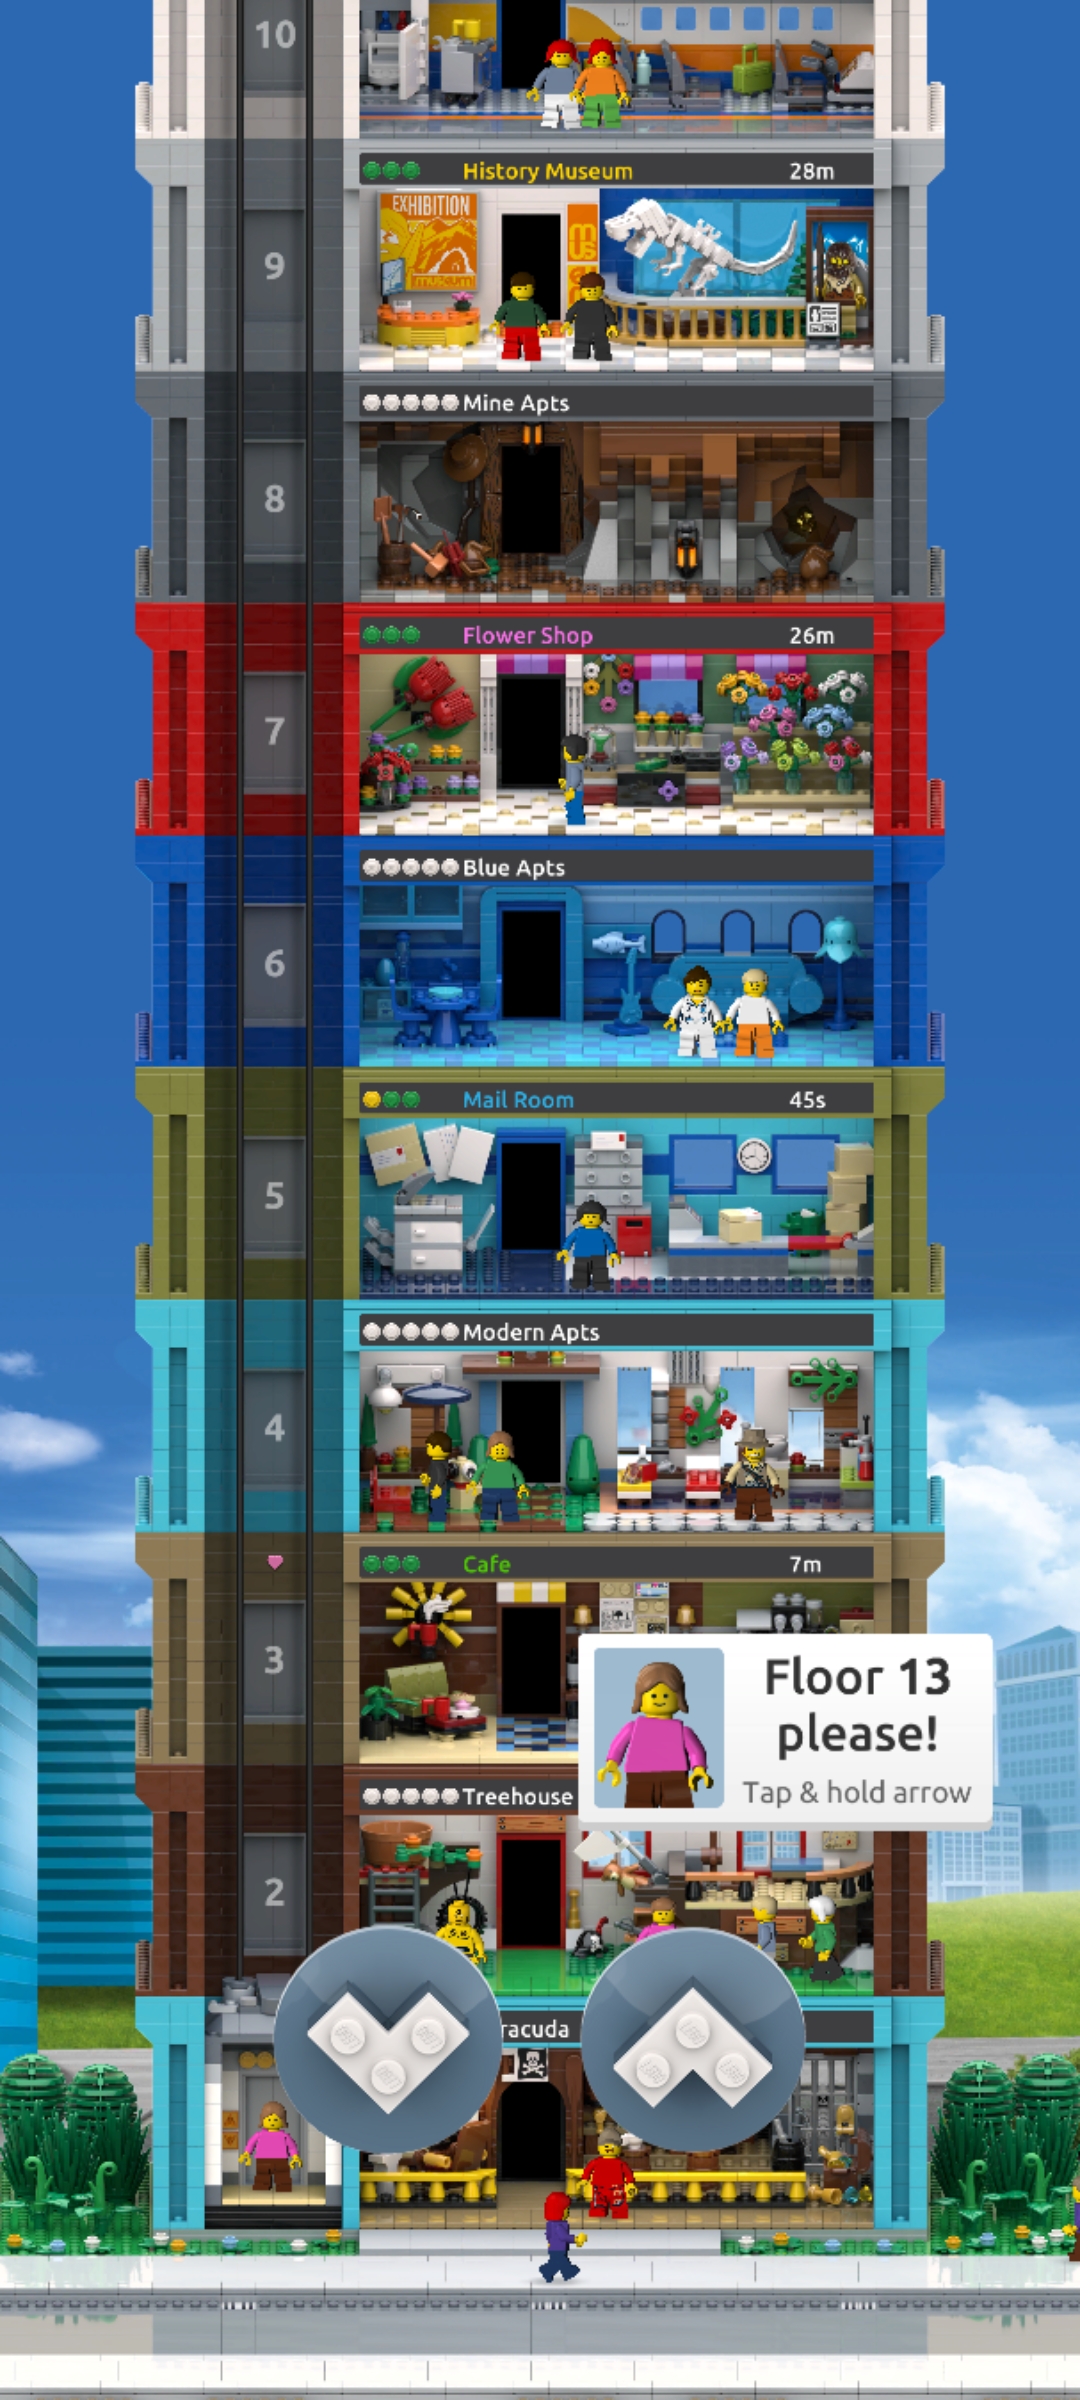 10
History Museum 28m
EXHIBITION
museum
9
Mine Apts
8
Flower Shop 26m
7
Blue Apts
6
Mail Room 45s
5
Modern Apts
4
Cafe 7m
3
Floor 13
please!
Tap & hold arrow
Treehouse
2
racuda